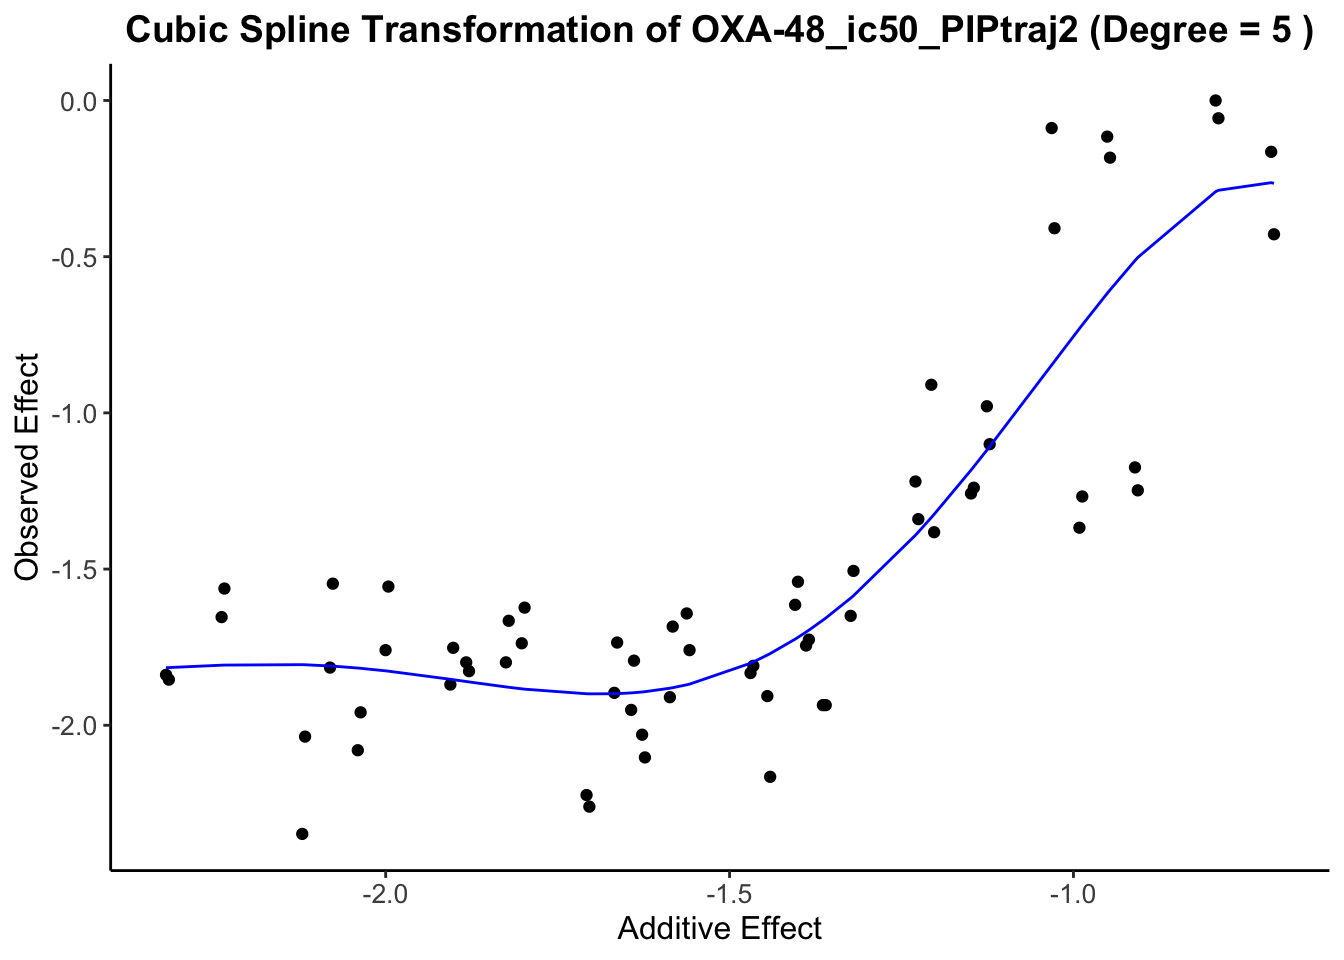 Cubic Spline Transformation of OXA-48_ic50_PIPtraj2 (Degree = 5 )
0.0
-0.5
-1.0
-1.5
-2.0
Observed Effect
-2.0 -1.5 -1.0
Additive Effect